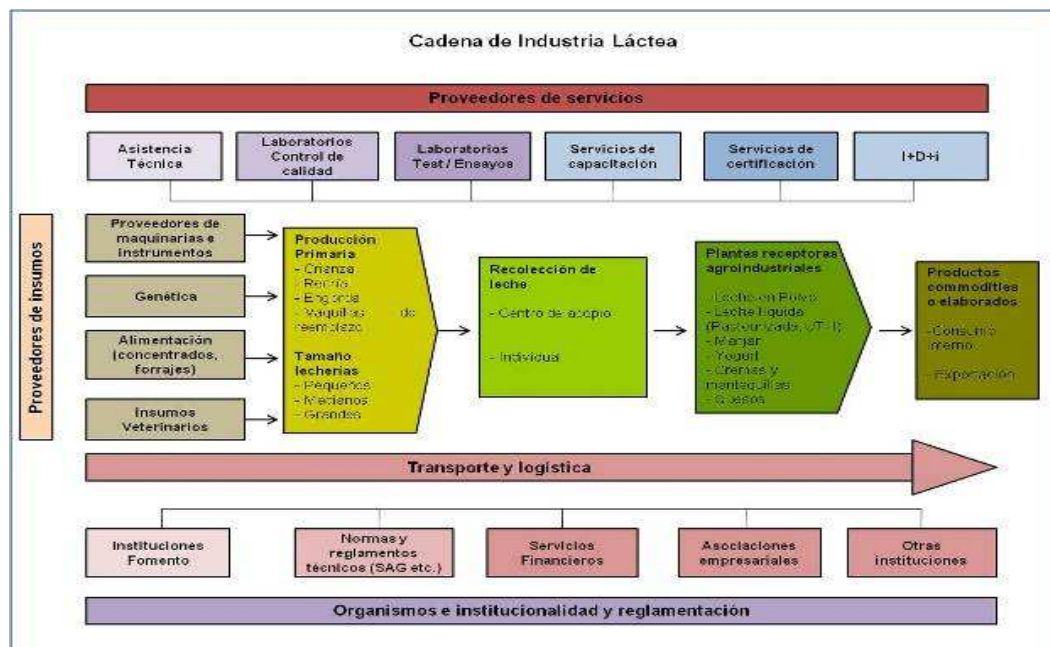 Cadena de Industria Láctea
Proveedores de servicios
Asistencia
Técnica
Laboratorios
Control de
calidad
Laboratorios
Test / Ensayos
Servicios de
capacitación
Servicios de
certificación
I+D+i
Proveedores de insumos
Proveedores de
maquinarias e
instrumentos
Genética
Alimentación
(concentrados,
forrajes)
Insumos
Veterinarios
Producción
Primaria
- Crianza
- Recría
- Engorda
- Vaquillas de
reemplazo
Tamaño
lecherías
- Pequeños
- Medianos
- Grandes
Recolección de
leche
- Centro de acopio
- Individual
Plantas receptoras
agroindustriales
- Leche en Polvo
- Leche líquida
(Pasteurizada, UTH)
- Manjar
- Yogurt
- Cremas y
mantequillas
- Quesos
Productos
commodities
o elaborados
- Consumo
interno
- Exportación
Transporte y logística
Instituciones
Fomento
Normas y
reglamentos
técnicos (SAG etc.)
Servicios
Financieros
Asociaciones
empresariales
Otras
instituciones
Organismos e institucionalidad y reglamentación